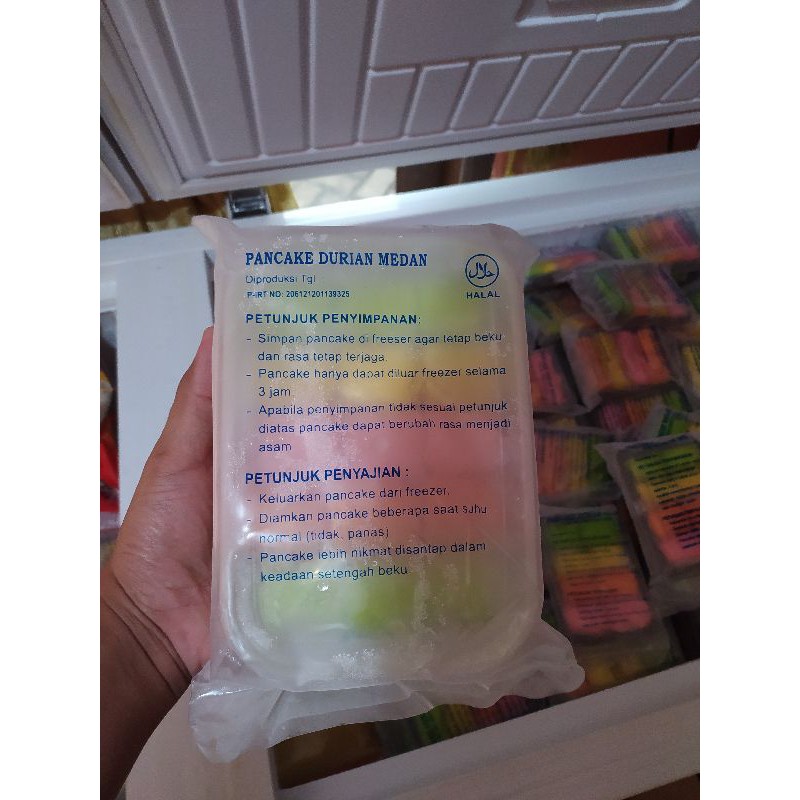 PANCAKE DURIAN MEDAN
Diproduksi Tgl
P-IRT NO: 206121201139325
حلال
HALAL
PETUNJUK PENYIMPANAN:
- Simpan pancake di freeser agar tetap beku
dan rasa tetap terjaga.
- Pancake hanya dapat diluar freezer selama
3 jam
- Apabila penyimpanan tidak sesuai petunjuk
diatas pancake dapat berubah rasa menjadi
asam
PETUNJUK PENYAJIAN :
- Keluarkan pancake dari freezer.
- Diamkan pancake beberapa saat suhu
normal (tidak panas)
- Pancake lebih nikmat disantap dalam
keadaan setengah beku